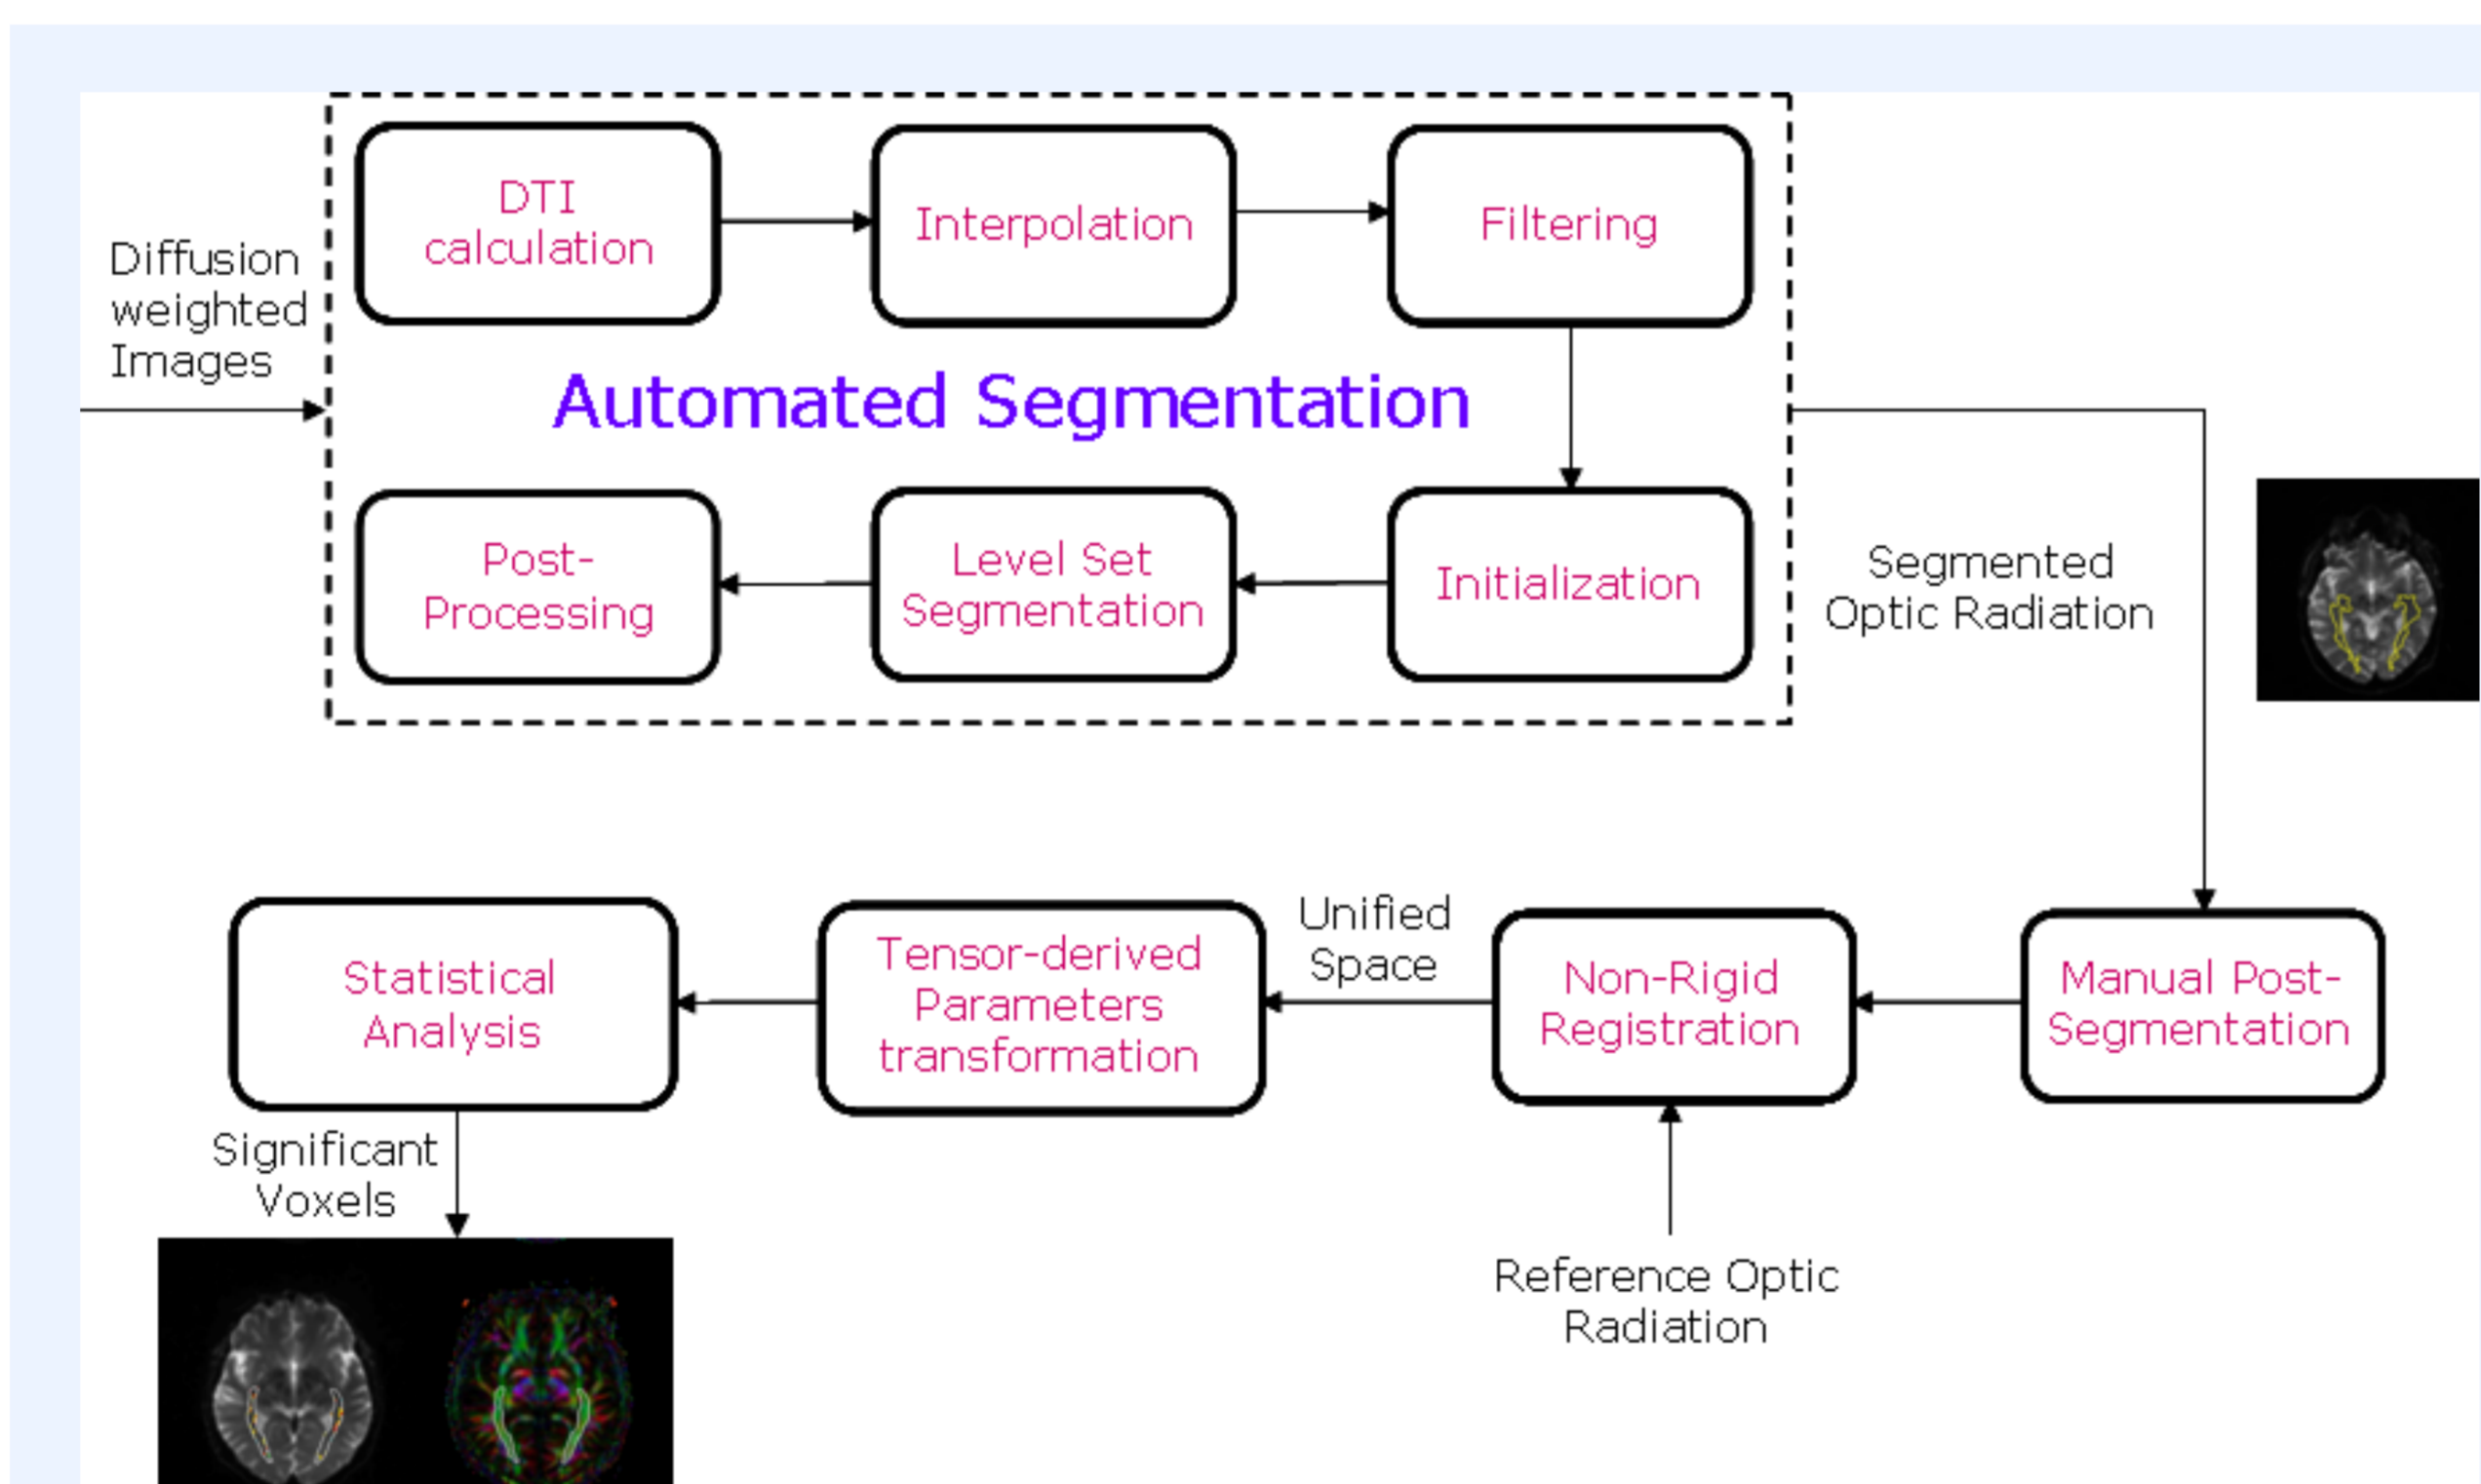 Diffusion
weighted
Images
DTI
calculation
Interpolation
Filtering
Automated Segmentation
Post-
Processing
Level Set
Segmentation
Initialization
Segmented
Optic Radiation
Statistical
Analysis
Tensor-derived
Parameters
transformation
Unified
Space
Non-Rigid
Registration
Manual Post-
Segmentation
Significant
Voxels
Reference Optic
Radiation